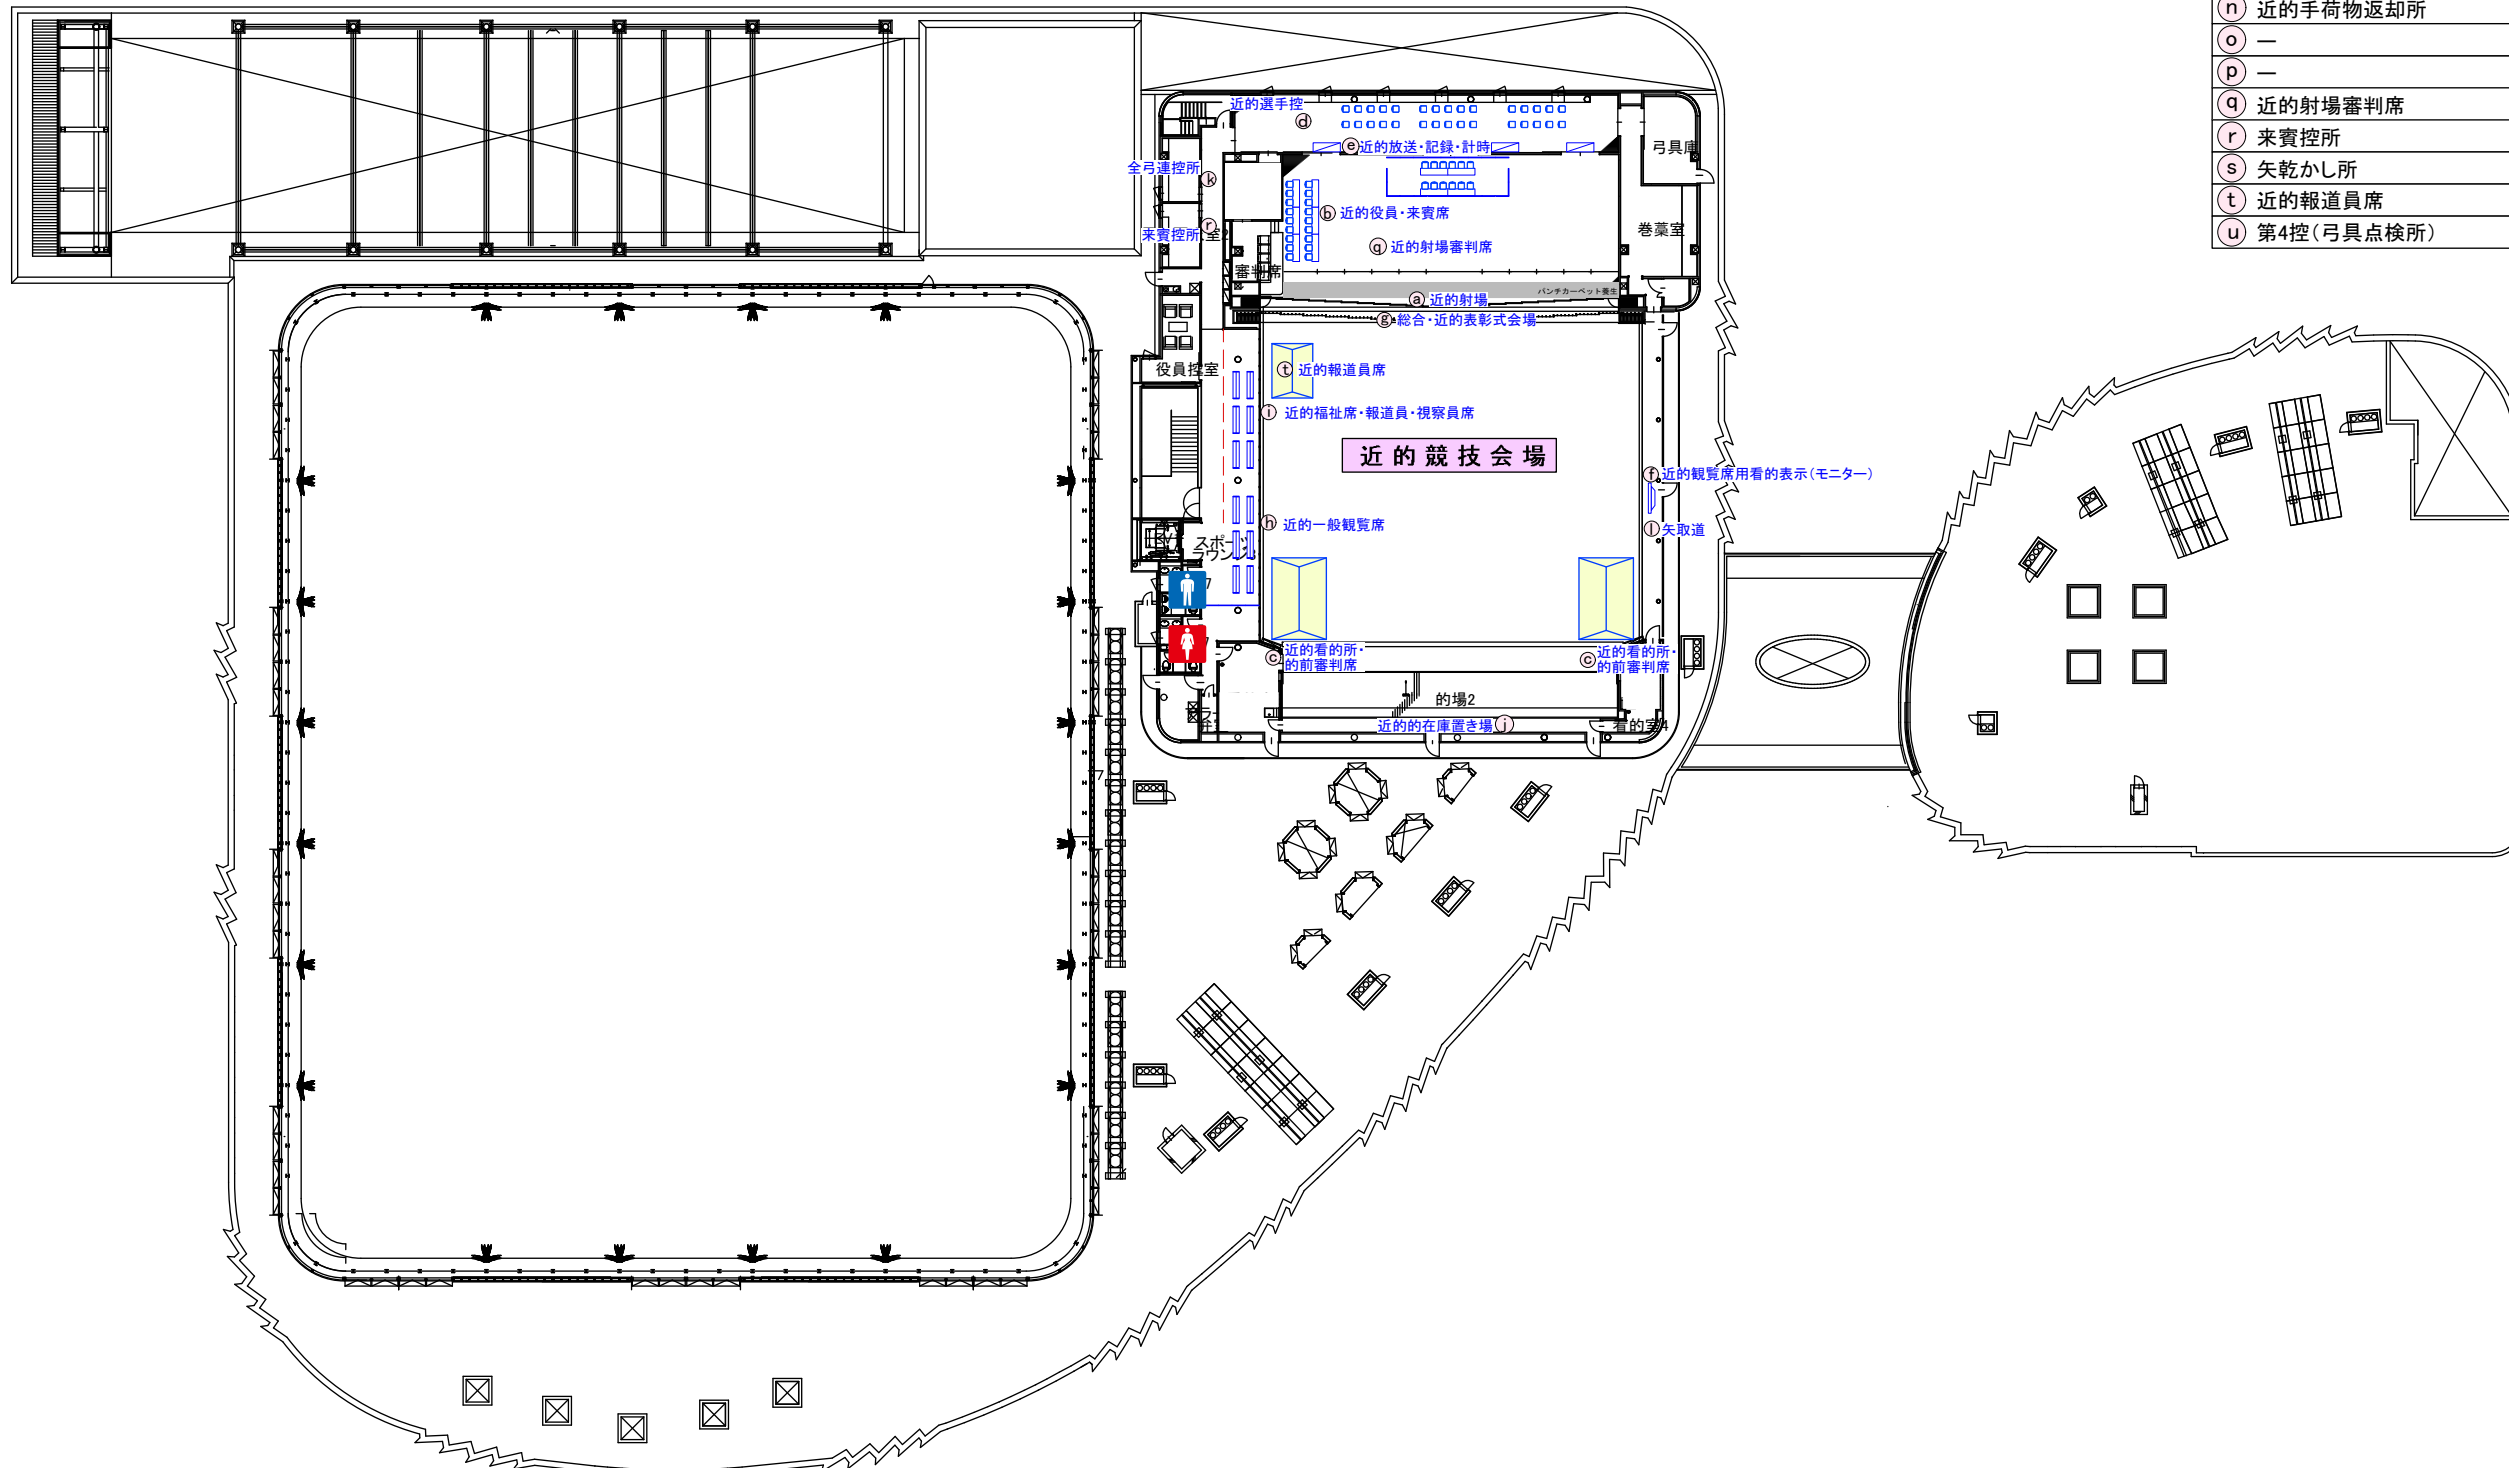 n 近的手荷物返却所
o ―
p ―
q 近的射場審判席
r 来賓控所
s 矢乾かし所
t 近的報道員席
u 第4控(弓具点検所)
近的選手控
d
e 近的放送・記録・計時
弓具庫
全弓連控所
k
b 近的役員・来賓席
r
来賓控所
巻藁室
q 近的射場審判席
審判席
パンチカーペット養生
a 近的射場
g 総合・近的表彰式会場
役員控室
t 近的報道員席
i 近的福祉席・報道員・視察員席
近的競技会場
f 近的観覧席用看的表示(モニター)
h 近的一般観覧席
l 矢取道
c 近的看的所・
的前審判席
c 近的看的所・
的前審判席
的場2
近的的在庫置き場 j
看的室4